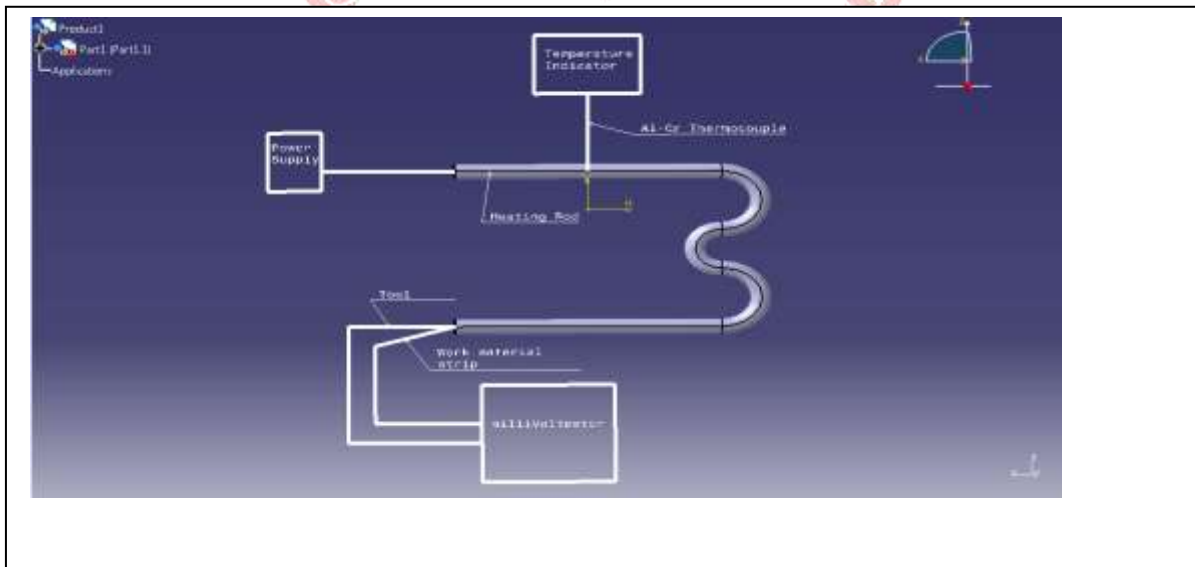 Product1
Part1 (Part1.1)
Applications
Temperature
Indicator
Al-Cr Thermocouple
Power
Supply
Heating Rod
Tool
Work material
strip
milliVoltmeter